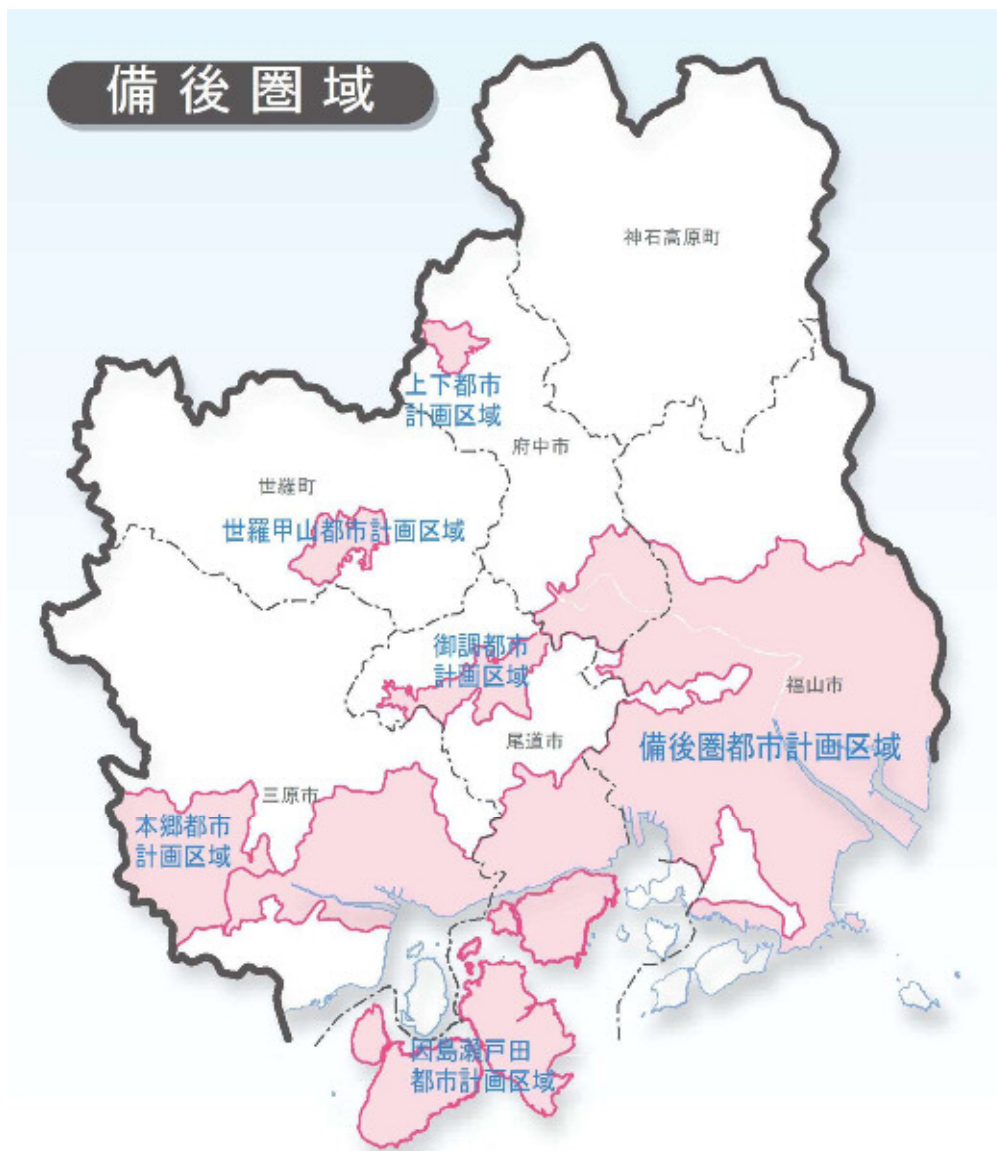 備後圏域
神石高原町
上下都市
計画区域
府中市
世羅町
世羅甲山都市計画区域
御調都市
計画区域
福山市
尾道市
備後圏都市計画区域
三原市
本郷都市
計画区域
因島瀬戸田
都市計画区域